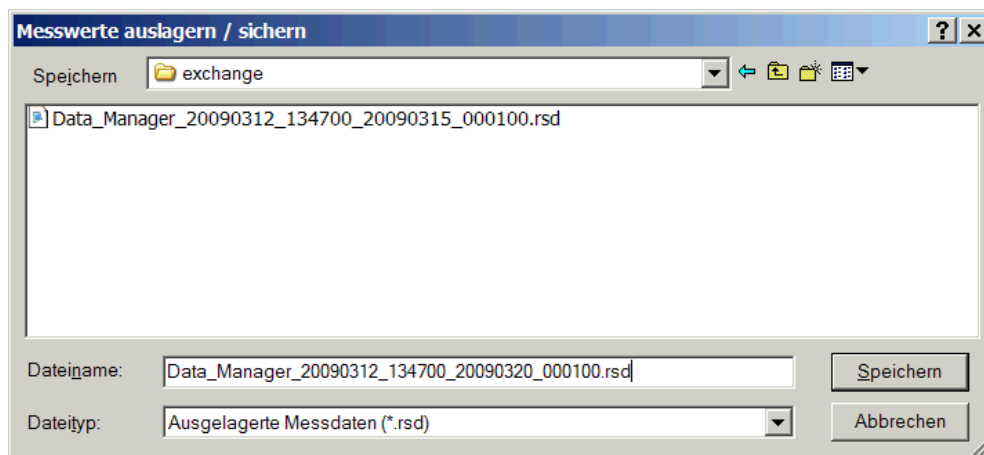 Messwerte auslagern / sichern
Speichern exchange
Data_Manager_20090312_134700_20090315_000100.rsd
Dateiname: Data_Manager_20090312_134700_20090320_000100.rsd Speichern
Dateityp: Ausgelagerte Messdaten (*.rsd) Abbrechen